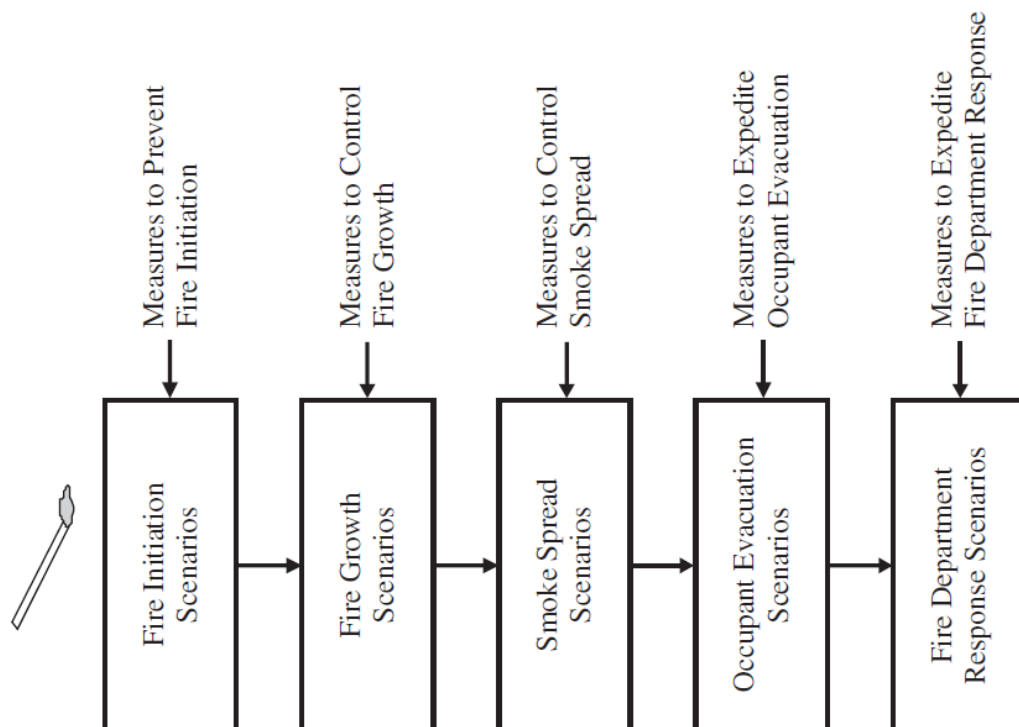 Fire Initiation
Scenarios
Measures to Prevent
Fire Initiation
Fire Growth
Scenarios
Measures to Control
Fire Growth
Smoke Spread
Scenarios
Measures to Control
Smoke Spread
Occupant Evacuation
Scenarios
Measures to Expedite
Occupant Evacuation
Fire Department
Response Scenarios
Measures to Expedite
Fire Department Response